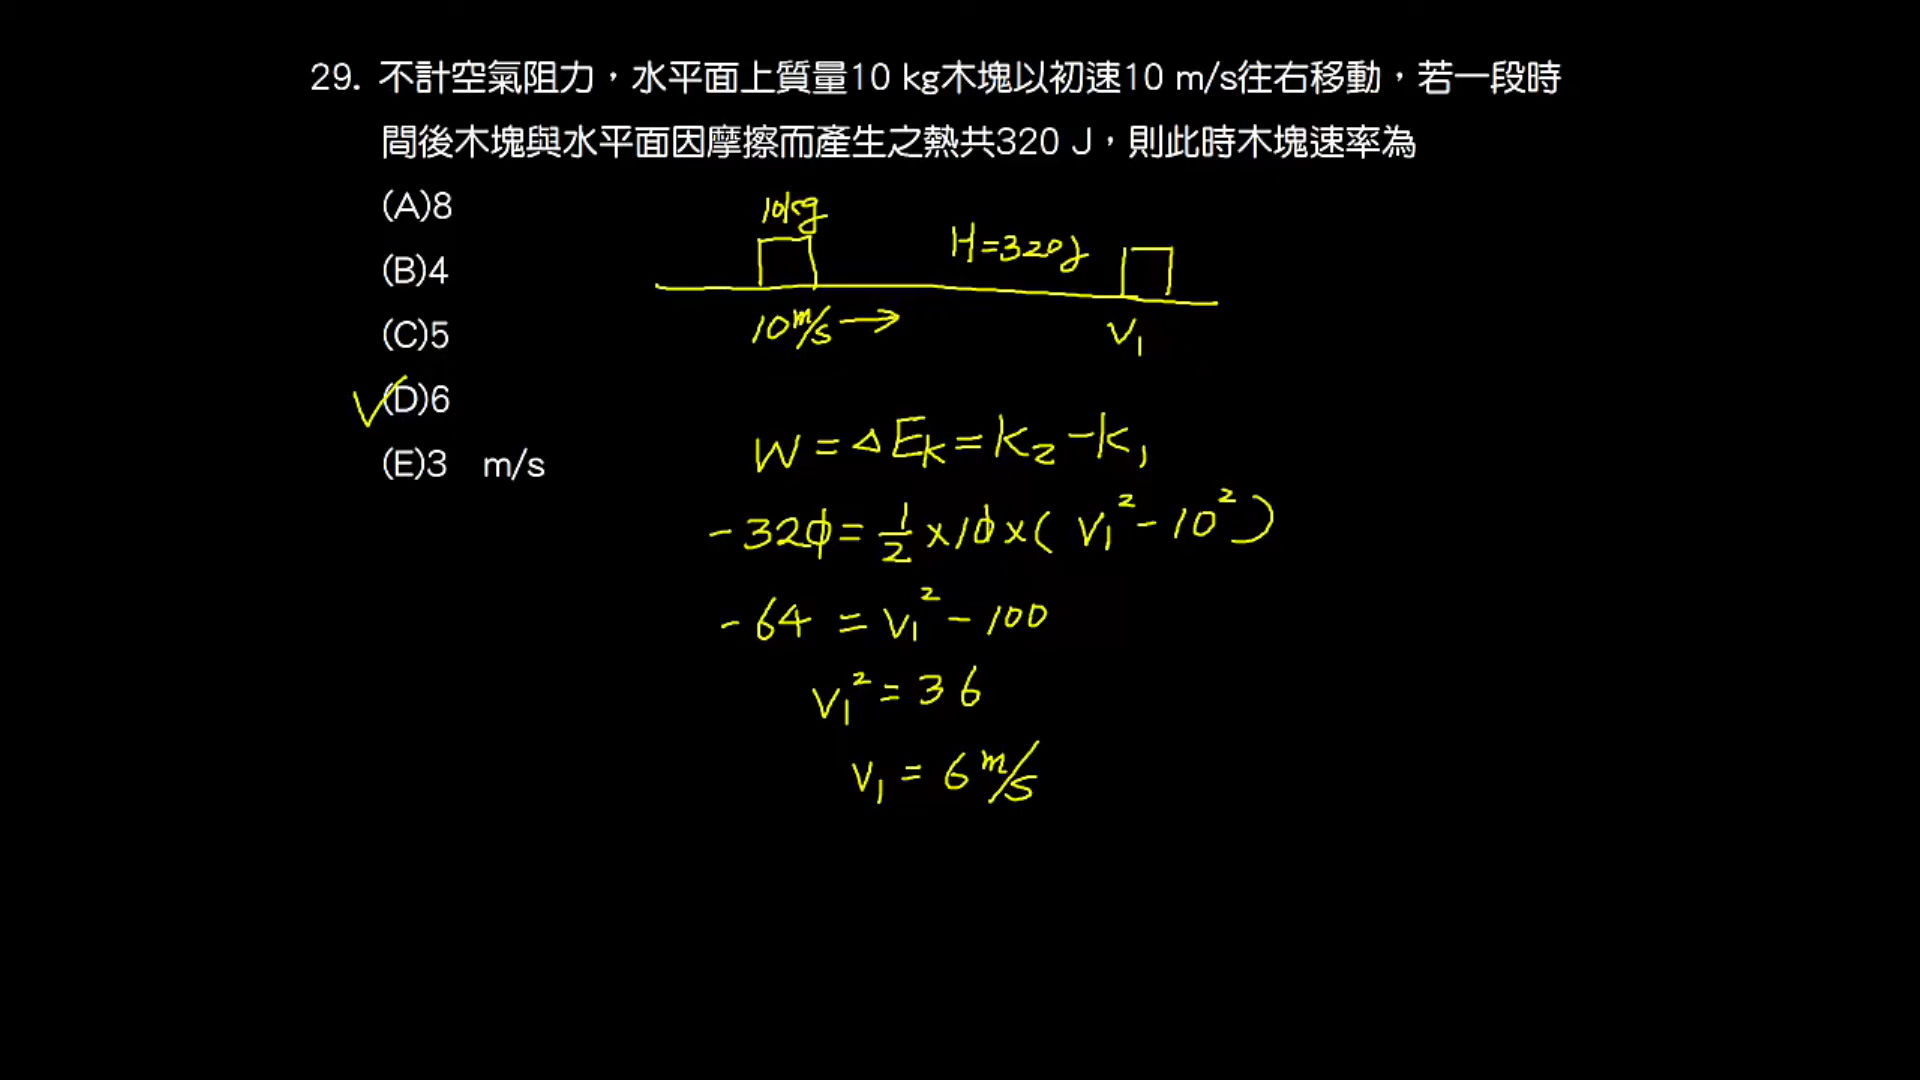 29. 不計空氣阻力，水平面上質量10 kg木塊以初速10 m/s往右移動，若一段時
間後木塊與水平面因摩擦而產生之熱共320 J，則此時木塊速率為
(A)8
(B)4
(C)5
(D)6
(E)3 m/s
10kg
H=320J
10 m/s →
V₁
W = △Eₖ = K₂ - K₁
-320 = 1/2 × 10 × ( V₁² - 10² )
-64 = V₁² - 100
V₁² = 36
V₁ = 6 m/s